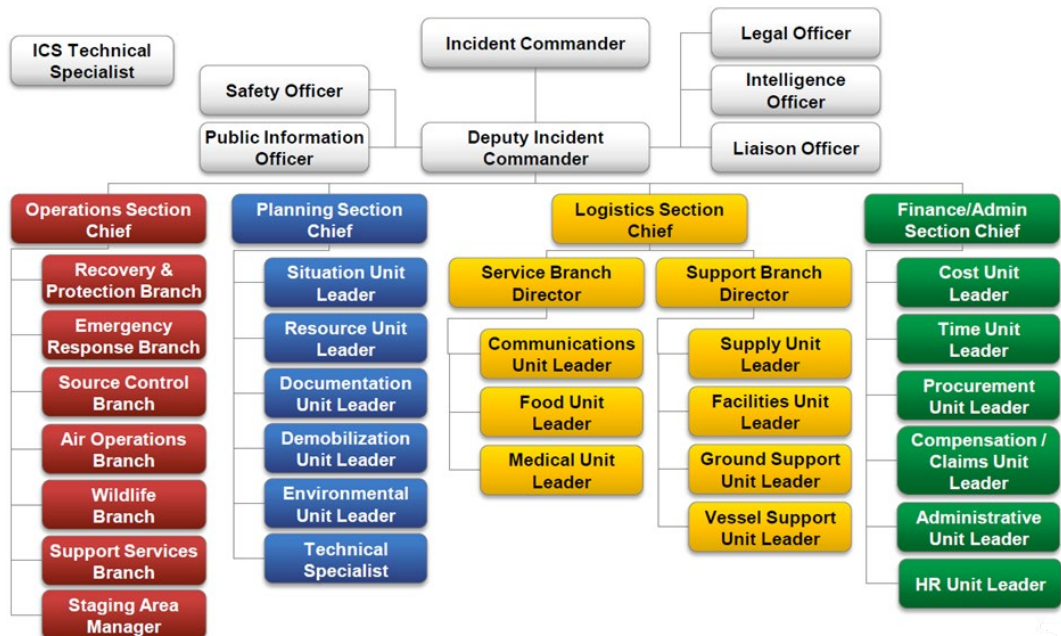 ICS Technical
Specialist
Incident Commander
Legal Officer
Intelligence
Officer
Liaison Officer
Safety Officer
Public Information
Officer
Deputy Incident
Commander
Operations Section
Chief
Recovery &
Protection Branch
Emergency
Response Branch
Source Control
Branch
Air Operations
Branch
Wildlife
Branch
Support Services
Branch
Staging Area
Manager
Planning Section
Chief
Situation Unit
Leader
Resource Unit
Leader
Documentation
Unit Leader
Demobilization
Unit Leader
Environmental
Unit Leader
Technical
Specialist
Logistics Section
Chief
Service Branch
Director
Communications
Unit Leader
Food Unit
Leader
Medical Unit
Leader
Support Branch
Director
Supply Unit
Leader
Facilities Unit
Leader
Ground Support
Unit Leader
Vessel Support
Unit Leader
Finance/Admin
Section Chief
Cost Unit
Leader
Time Unit
Leader
Procurement
Unit Leader
Compensation /
Claims Unit
Leader
Administrative
Unit Leader
HR Unit Leader